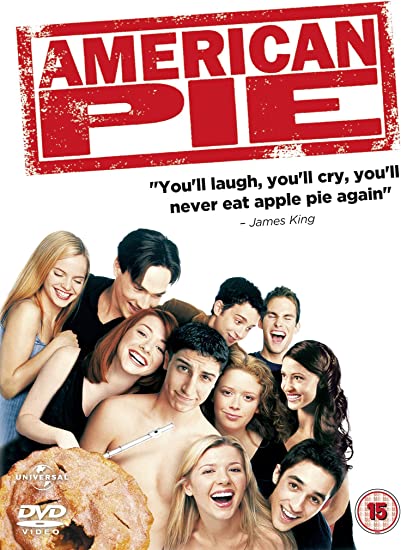 AMERICAN
PIE
"You'll laugh, you'll cry, you'll
never eat apple pie again"
– James King
UNIVERSAL
DVD
VIDEO
15